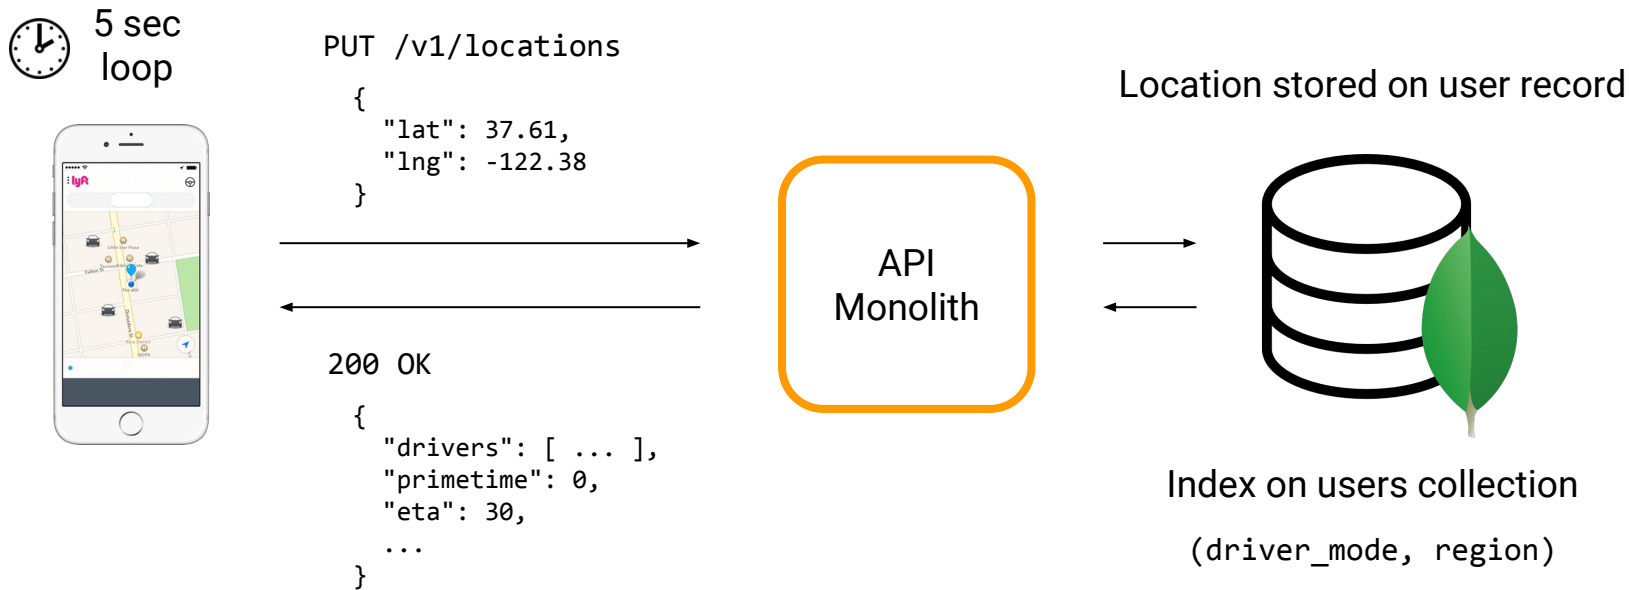 5 sec
loop
PUT /v1/locations
{
"lat": 37.61,
"lng": -122.38
}
lyft
200 OK
{
"drivers": [ ... ],
"primetime": 0,
"eta": 30,
...
}
API
Monolith
Location stored on user record
Index on users collection
(driver_mode, region)